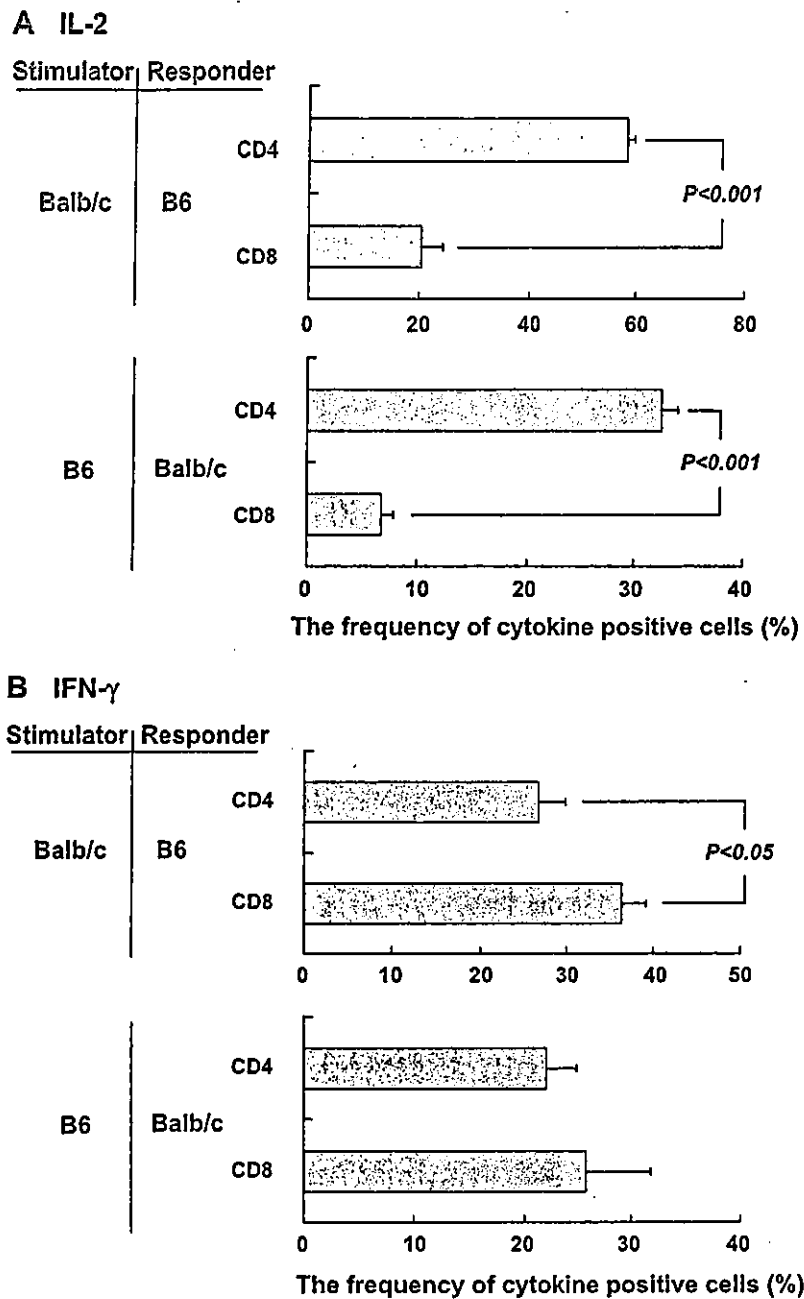 A IL-2
Stimulator Responder
CD4
Balb/c B6
P<0.001
CD8
0 20 40 60 80
CD4
B6 Balb/c
P<0.001
CD8
0 10 20 30 40
The frequency of cytokine positive cells (%)
B IFN-γ
Stimulator Responder
CD4
Balb/c B6
P<0.05
CD8
0 10 20 30 40 50
CD4
B6 Balb/c
CD8
0 10 20 30 40
The frequency of cytokine positive cells (%)